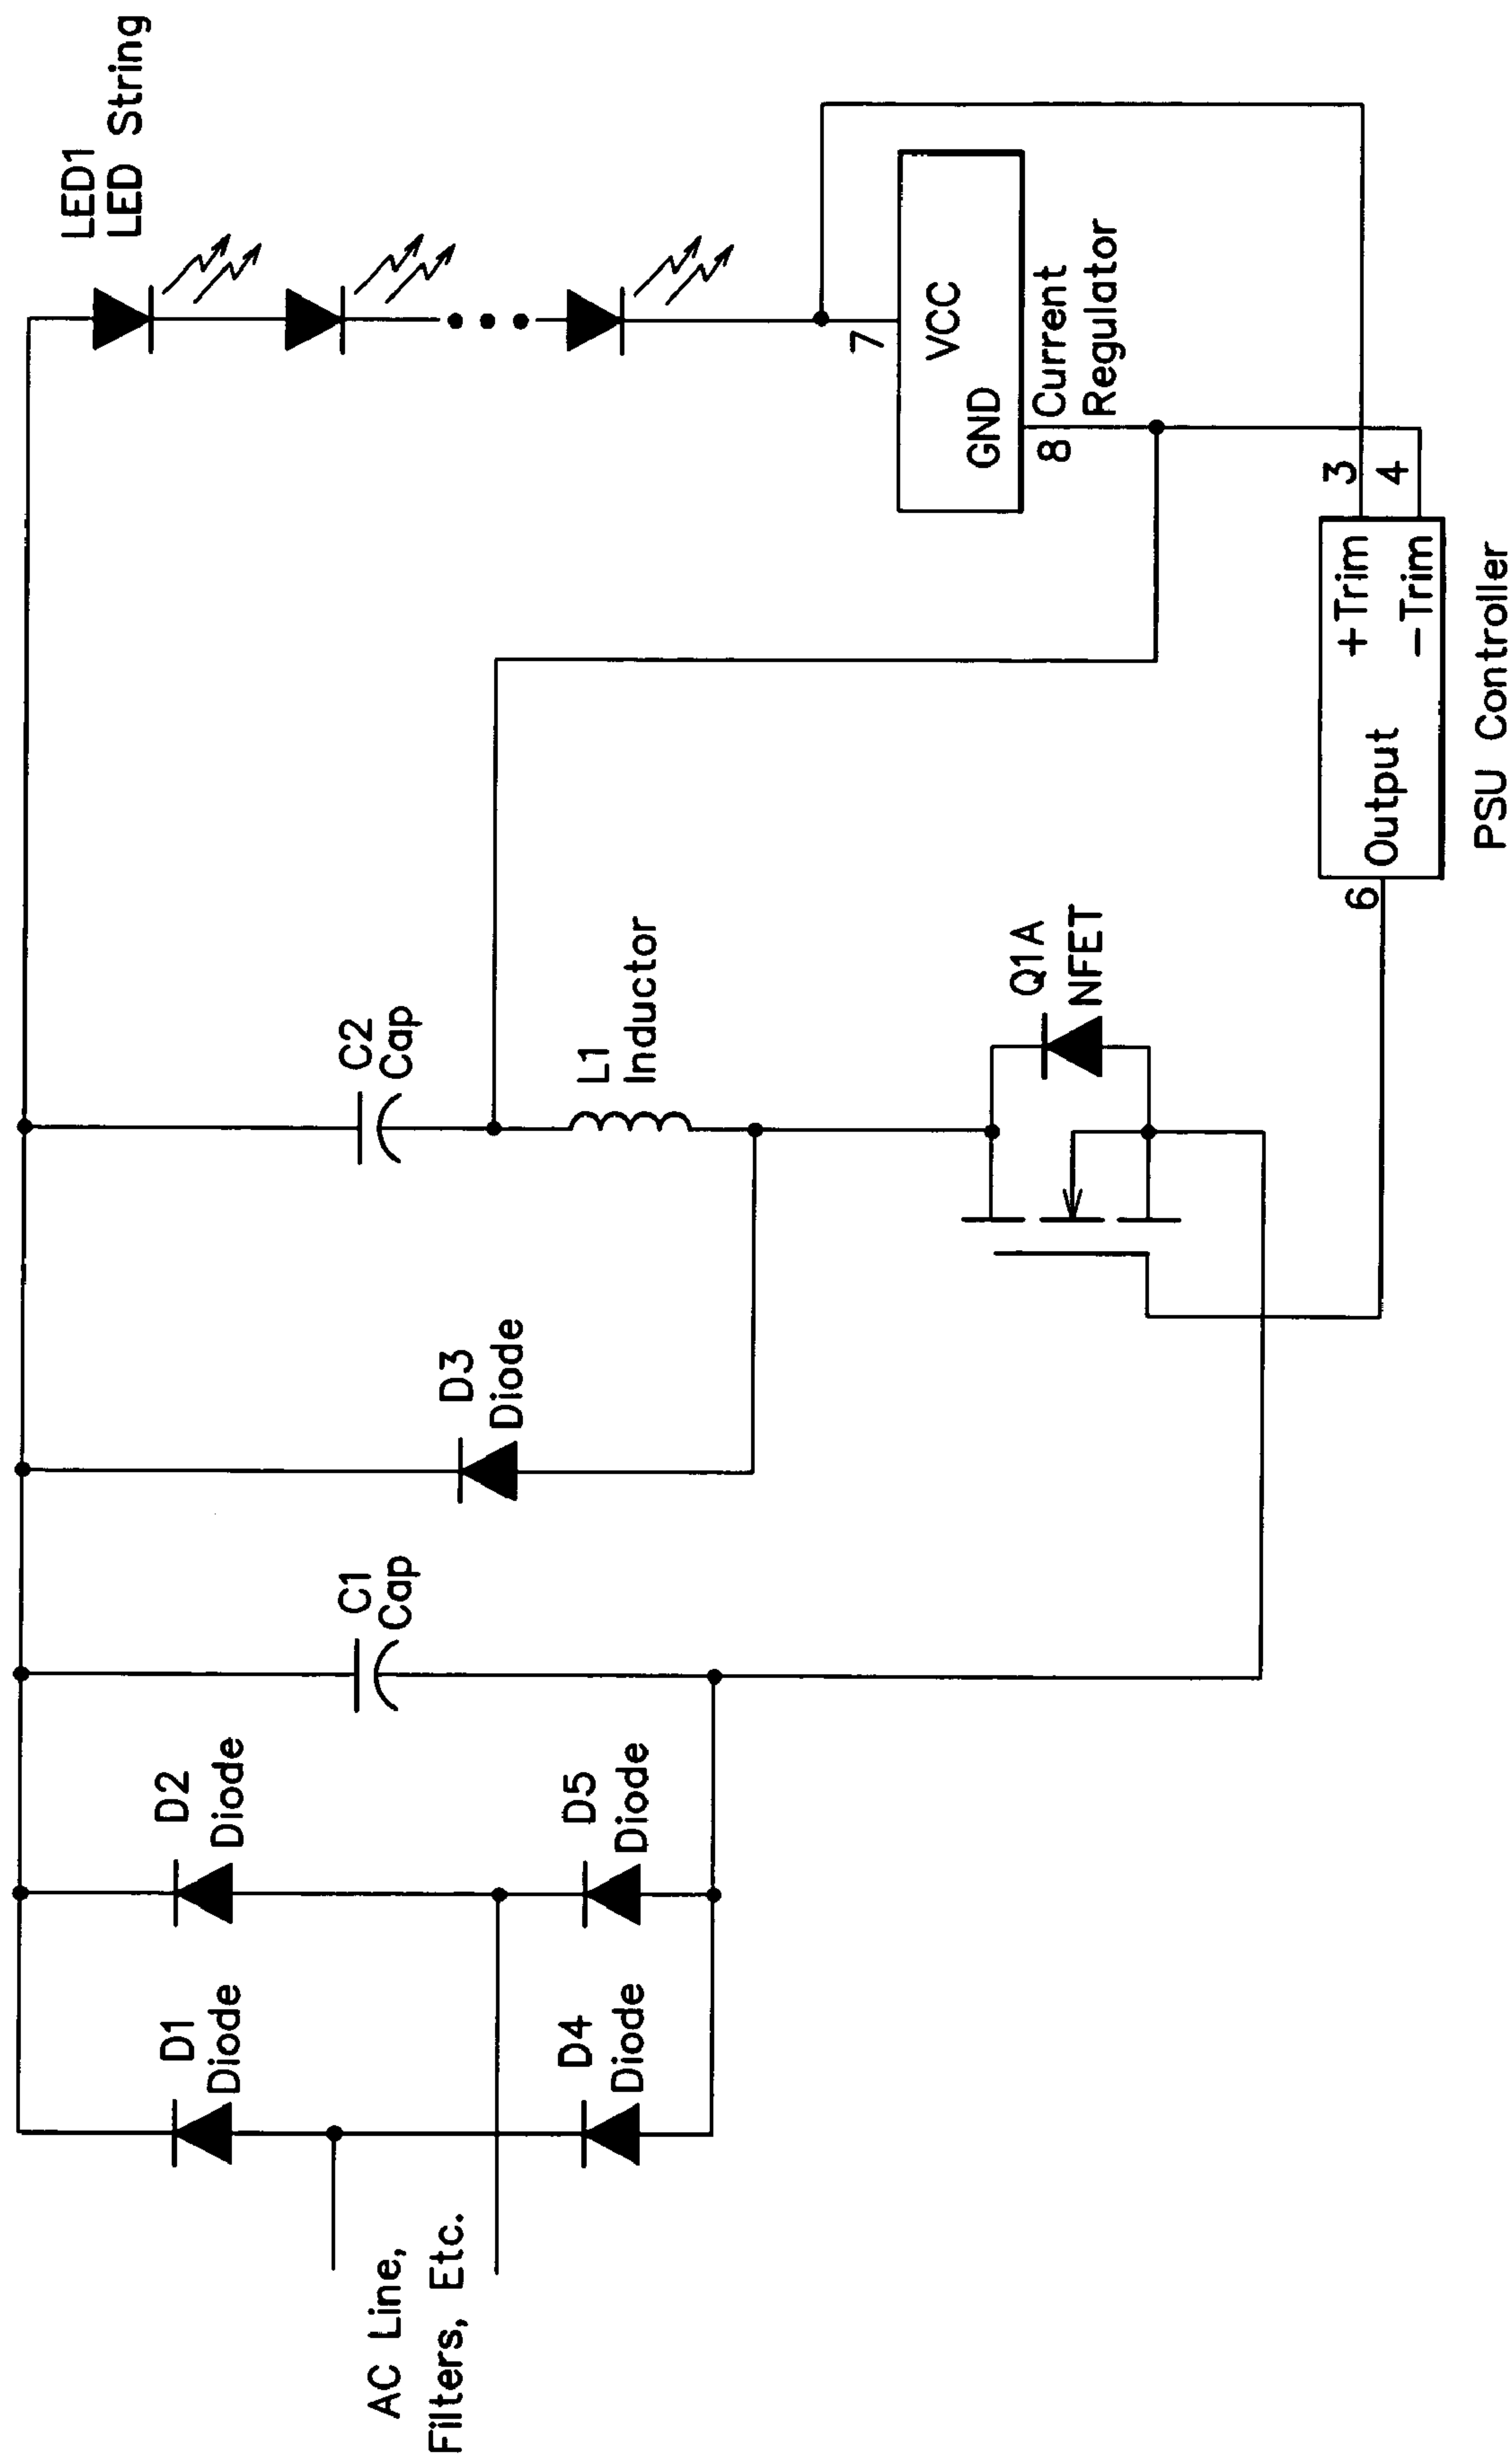 AC Line,
Filters, Etc.
D1
Diode
D2
Diode
D4
Diode
D5
Diode
C1
Cap
D3
Diode
C2
Cap
L1
Inductor
Q1A
NFET
LED1
LED String
7
VCC
GND
8
Current
Regulator
3
4
+Trim
−Trim
Output
6
PSU Controller